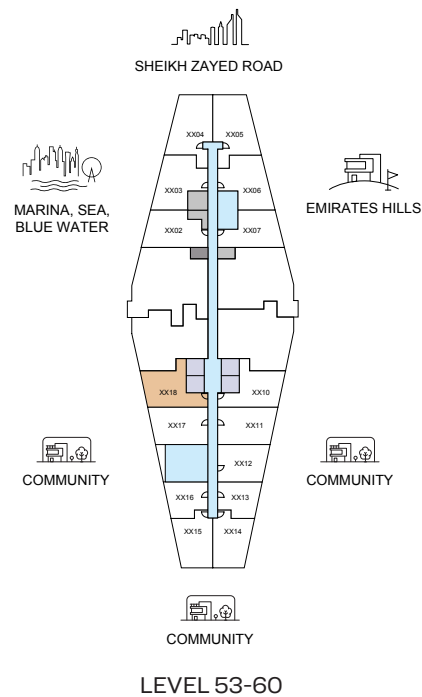 SHEIKH ZAYED ROAD
XX04 XX05
MARINA, SEA,
BLUE WATER
XX03 XX06
EMIRATES HILLS
XX02 XX07
XX18 XX10
XX17 XX11
COMMUNITY
XX12
COMMUNITY
XX16 XX13
XX15 XX14
COMMUNITY
LEVEL 53-60